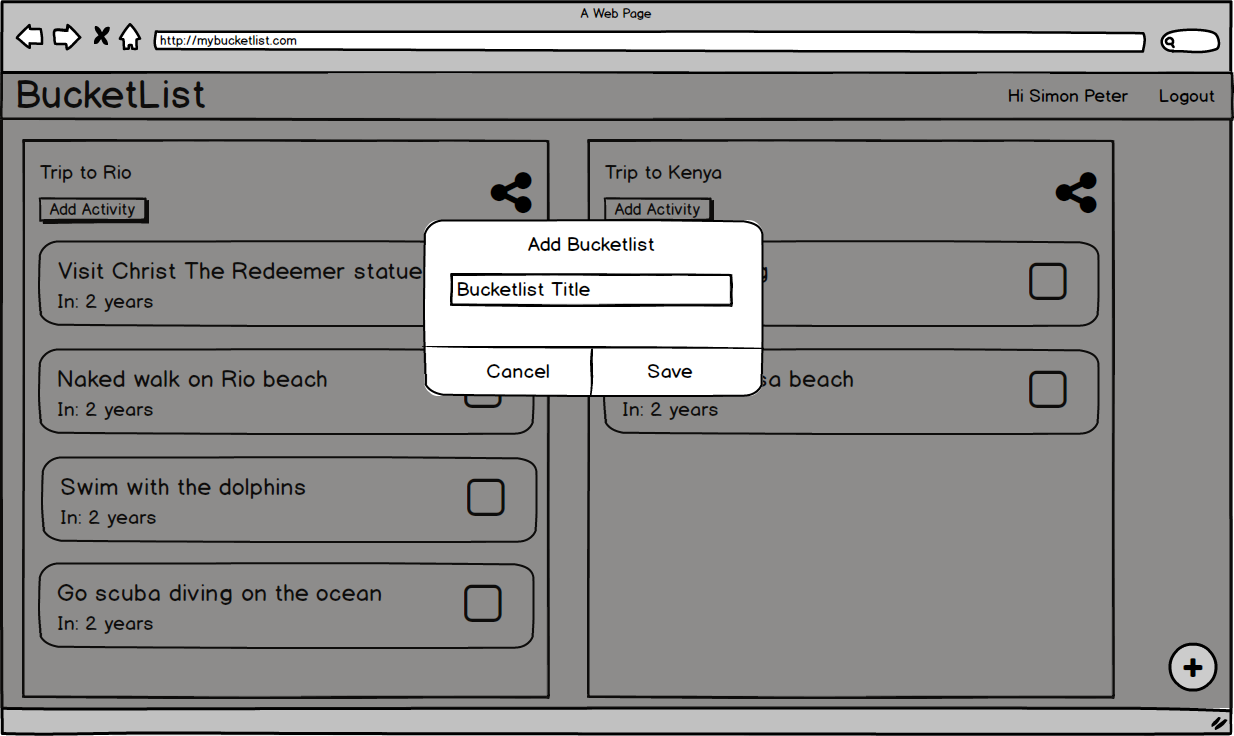 A Web Page
http://mybucketlist.com
BucketList
Hi Simon Peter
Logout
Trip to Rio
Add Activity
Visit Christ The Redeemer statue
In: 2 years
Naked walk on Rio beach
In: 2 years
Swim with the dolphins
In: 2 years
Go scuba diving on the ocean
In: 2 years
Trip to Kenya
Add Activity
beach
In: 2 years
Add Bucketlist
Bucketlist Title
Cancel
Save